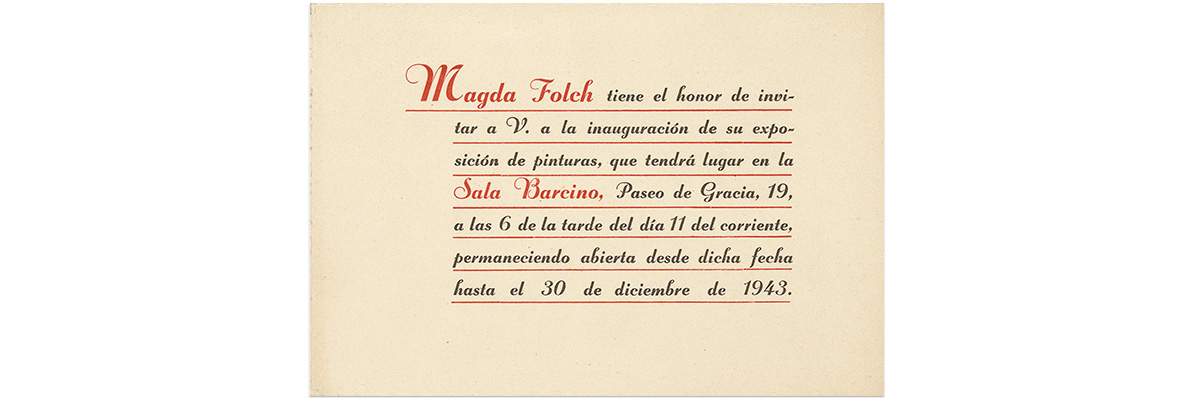 Magda Folch tiene el honor de invi-
tar a V. a la inauguración de su expo-
sición de pinturas, que tendrá lugar en la
Sala Barcino, Paseo de Gracia, 19,
a las 6 de la tarde del día 11 del corriente,
permaneciendo abierta desde dicha fecha
hasta el 30 de diciembre de 1943.